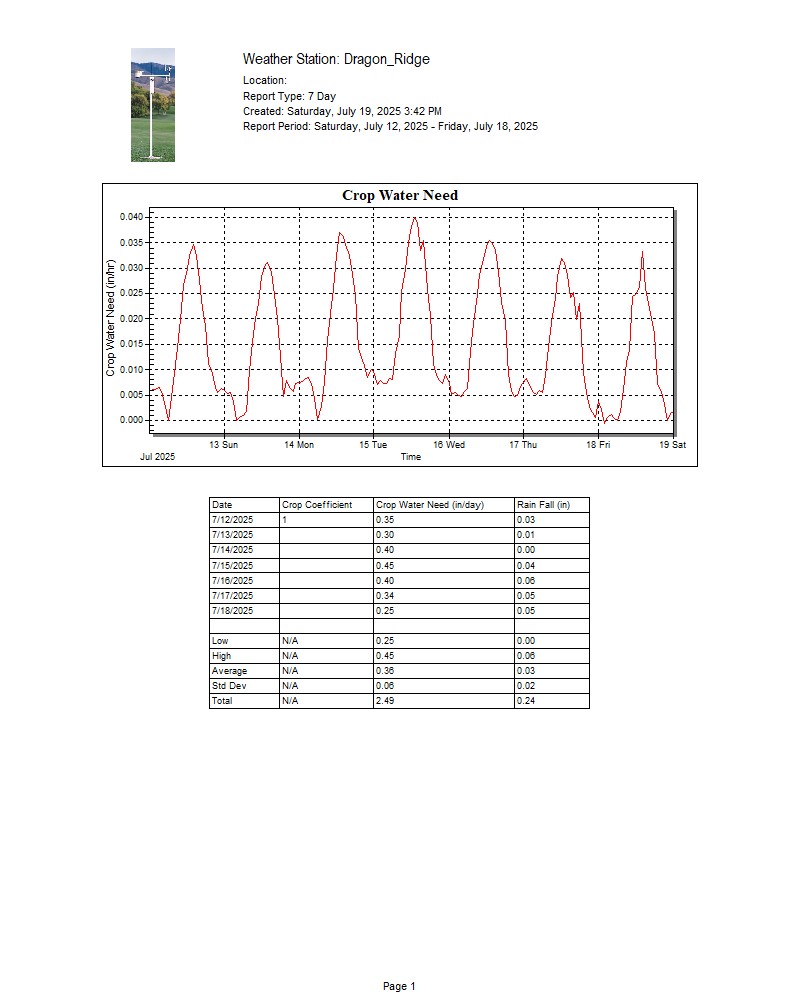 Weather Station: Dragon_Ridge
Location:
Report Type: 7 Day
Created: Saturday, July 19, 2025 3:42 PM
Report Period: Saturday, July 12, 2025 - Friday, July 18, 2025
Crop Water Need
Crop Water Need (in/hr)
0.040
0.035
0.030
0.025
0.020
0.015
0.010
0.005
0.000
13 Sun 14 Mon 15 Tue 16 Wed 17 Thu 18 Fri 19 Sat
Jul 2025 Time
Date Crop Coefficient Crop Water Need (in/day) Rain Fall (in)
7/12/2025 1 0.35 0.03
7/13/2025 0.30 0.01
7/14/2025 0.40 0.00
7/15/2025 0.45 0.04
7/16/2025 0.40 0.06
7/17/2025 0.34 0.05
7/18/2025 0.25 0.05
Low N/A 0.25 0.00
High N/A 0.45 0.06
Average N/A 0.36 0.03
Std Dev N/A 0.06 0.02
Total N/A 2.49 0.24
Page 1